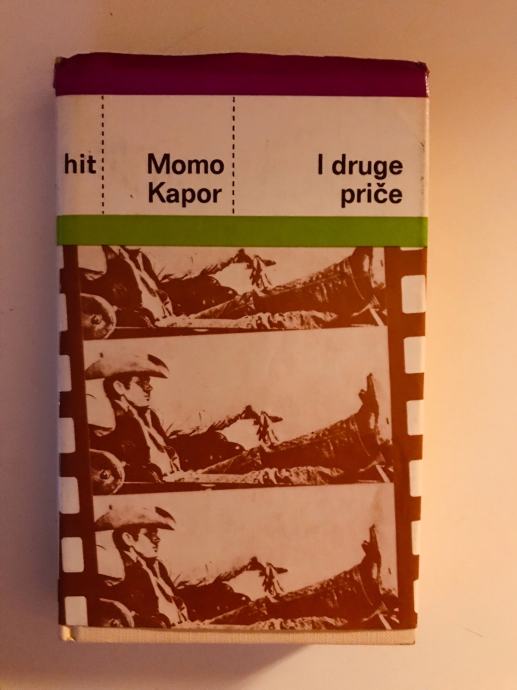 hit
Momo
Kapor
I druge
priče